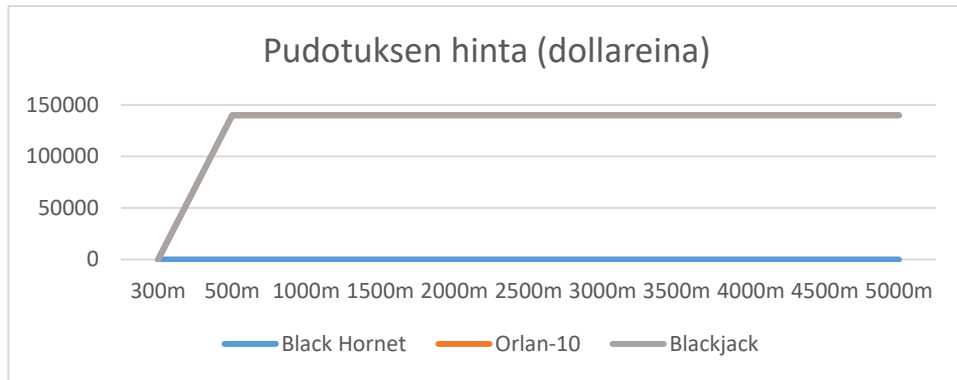 Pudotuksen hinta (dollareina)
150000
100000
50000
0
300m 500m 1000m 1500m 2000m 2500m 3000m 3500m 4000m 4500m 5000m
Black Hornet Orlan-10 Blackjack